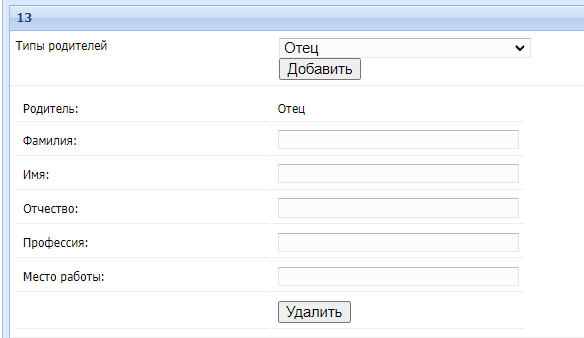 13
Типы родителей
Отец
Добавить
Родитель: Отец
Фамилия:
Имя:
Отчество:
Профессия:
Место работы:
Удалить